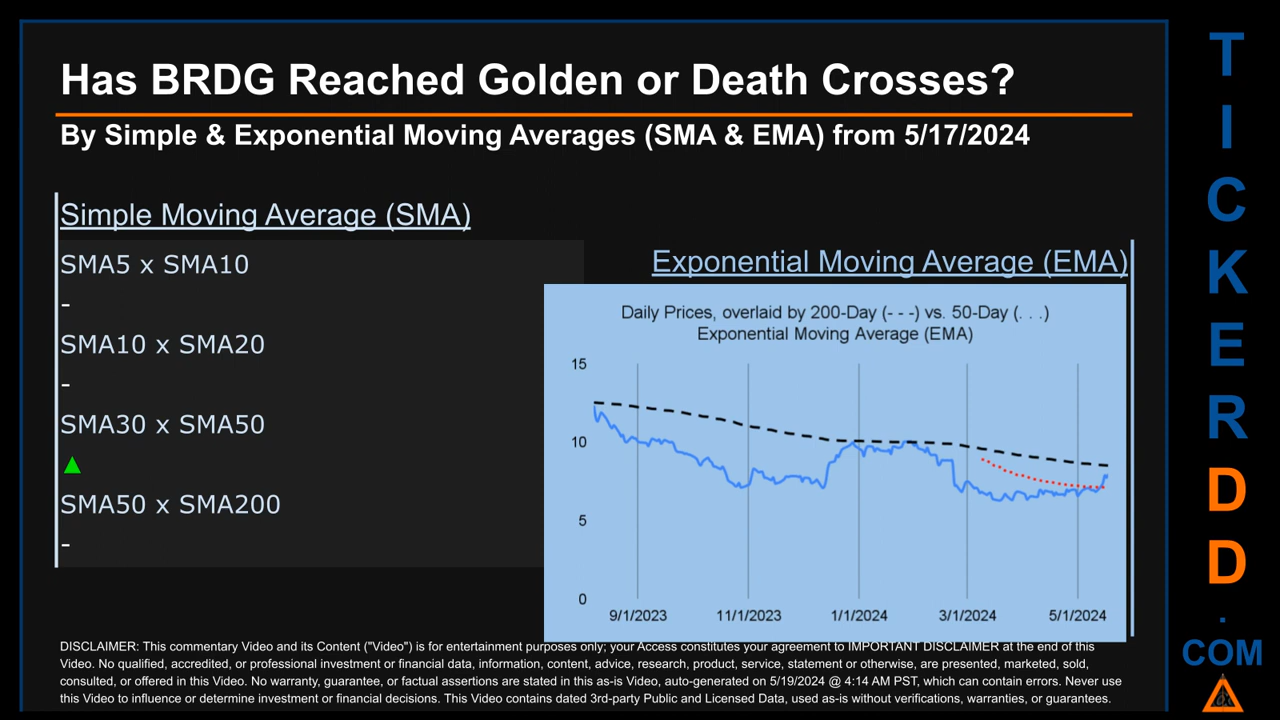 Has BRDG Reached Golden or Death Crosses?
By Simple & Exponential Moving Averages (SMA & EMA) from 5/17/2024
Simple Moving Average (SMA)
SMA5 x SMA10
-
SMA10 x SMA20
-
SMA30 x SMA50
▲
SMA50 x SMA200
-
Exponential Moving Average (EMA)
Daily Prices, overlaid by 200-Day (- - -) vs. 50-Day (. . .)
Exponential Moving Average (EMA)
15
10
5
0
9/1/2023 11/1/2023 1/1/2024 3/1/2024 5/1/2024
DISCLAIMER: This commentary Video and its Content ("Video") is for entertainment purposes only; your Access constitutes your agreement to IMPORTANT DISCLAIMER at the end of this
Video. No qualified, accredited, or professional investment or financial data, information, content, advice, research, product, service, statement or otherwise, are presented, marketed, sold,
consulted, or offered in this Video. No warranty, guarantee, or factual assertions are stated in this as-is Video, auto-generated on 5/19/2024 @ 4:14 AM PST, which can contain errors. Never use
this Video to influence or determine investment or financial decisions. This Video contains dated 3rd-party Public and Licensed Data, used as-is without verifications, warranties, or guarantees.
T
I
C
K
E
R
D
D
.
COM